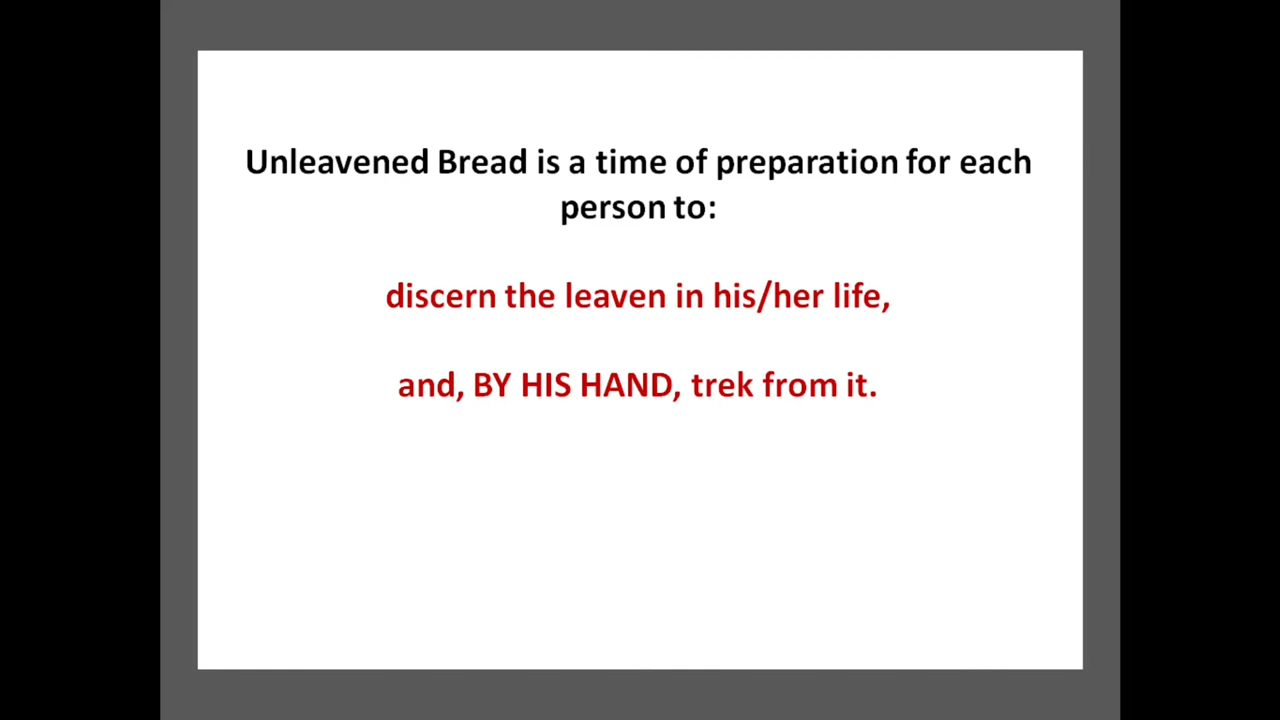 Unleavened Bread is a time of preparation for each
person to:
discern the leaven in his/her life,
and, BY HIS HAND, trek from it.